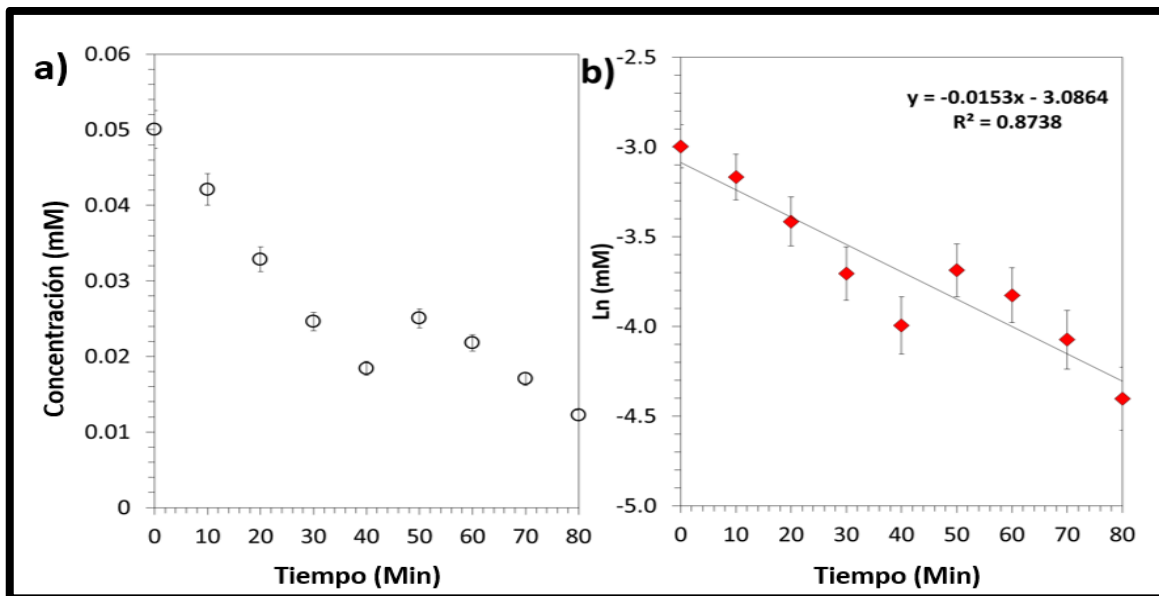 a)
0.06
0.05
0.04
0.03
0.02
0.01
0
Concentración (mM)
0 10 20 30 40 50 60 70 80
Tiempo (Min)
b)
y = -0.0153x - 3.0864
R² = 0.8738
-2.5
-3.0
-3.5
-4.0
-4.5
-5.0
Ln (mM)
0 10 20 30 40 50 60 70 80
Tiempo (Min)